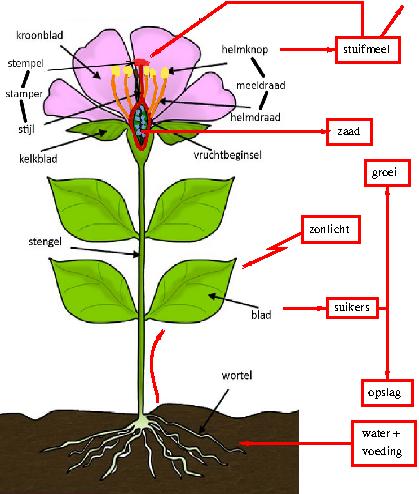 kroonblad
helmknop
stuifmeel
stempel
stamper
meeldraad
stijl
helmdraad
zaad
kelkblad
vruchtbeginsel
groei
zonlicht
stengel
blad
suikers
wortel
opslag
water +
voeding